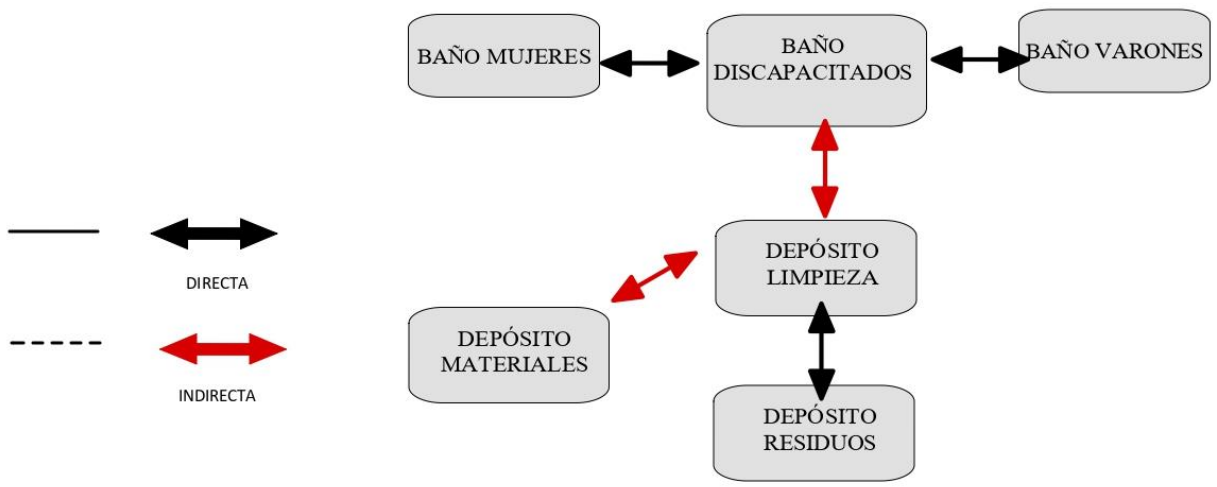 BAÑO MUJERES
BAÑO
DISCAPACITADOS
BAÑO VARONES
DIRECTA
INDIRECTA
DEPÓSITO
LIMPIEZA
DEPÓSITO
MATERIALES
DEPÓSITO
RESIDUOS